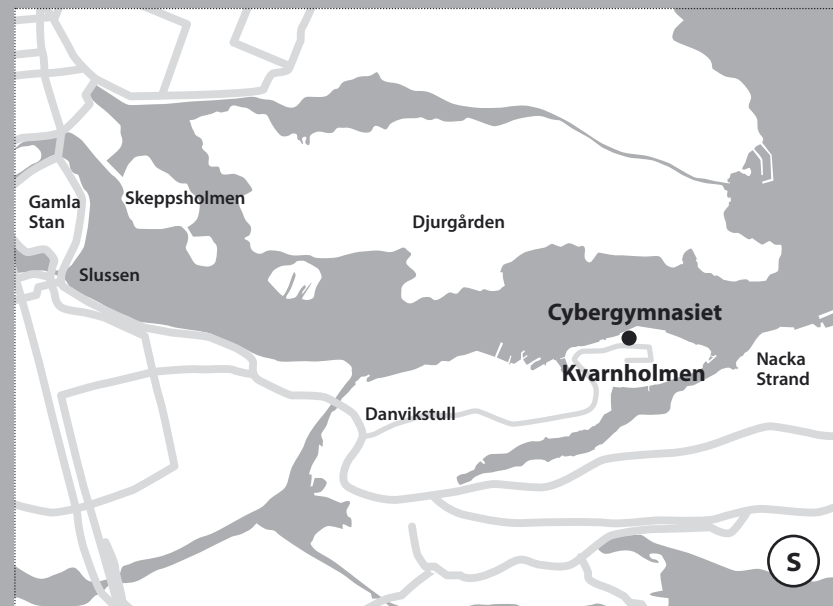 Gamla
Stan
Skeppsholmen
Djurgården
Slussen
Cybergymnasiet
Kvarnholmen
Nacka
Strand
Danvikstull
S